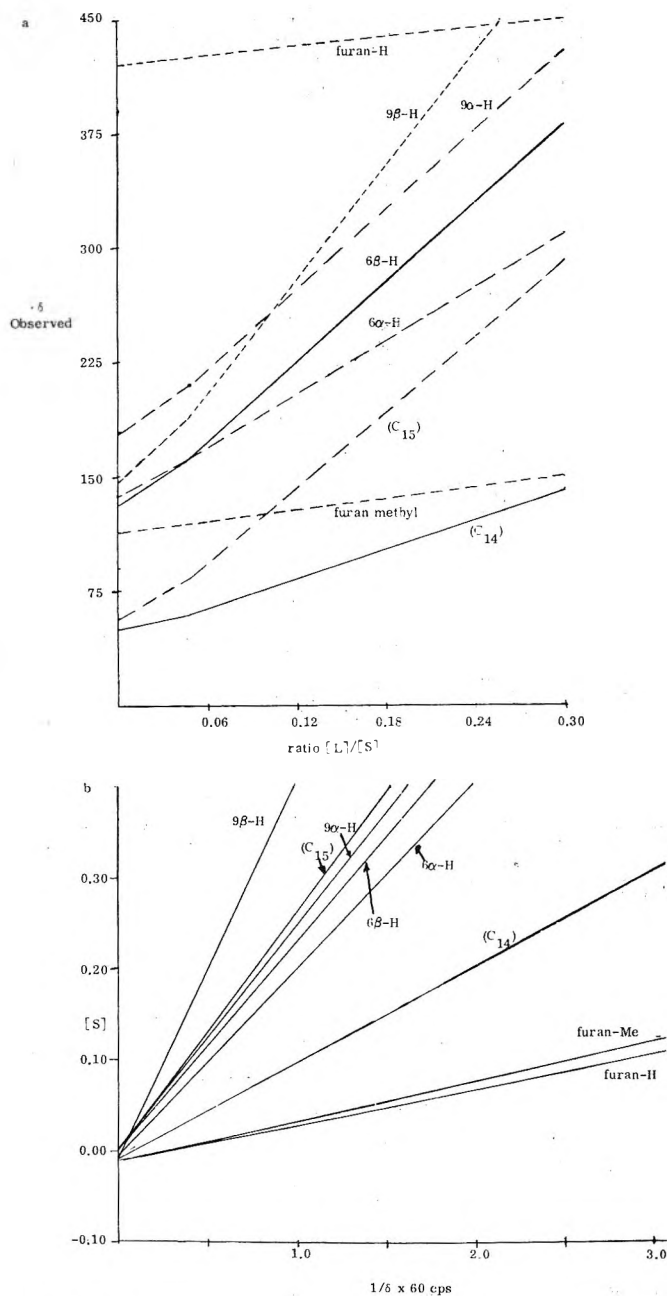 a
450
furan-H
9β-H
9α-H
375
300
6β-H
δ
Observed
6α-H
225
(C15)
150
furan methyl
(C14)
75
0.06
0.12
0.18
0.24
0.30
ratio [L]/[S]
b
9β-H
9α-H
(C15)
6α-H
0.30
6β-H
(C14)
0.20
[S]
furan-Me
0.10
furan-H
0.00
-0.10
1.0
2.0
3.0
1/δ x 60 cps